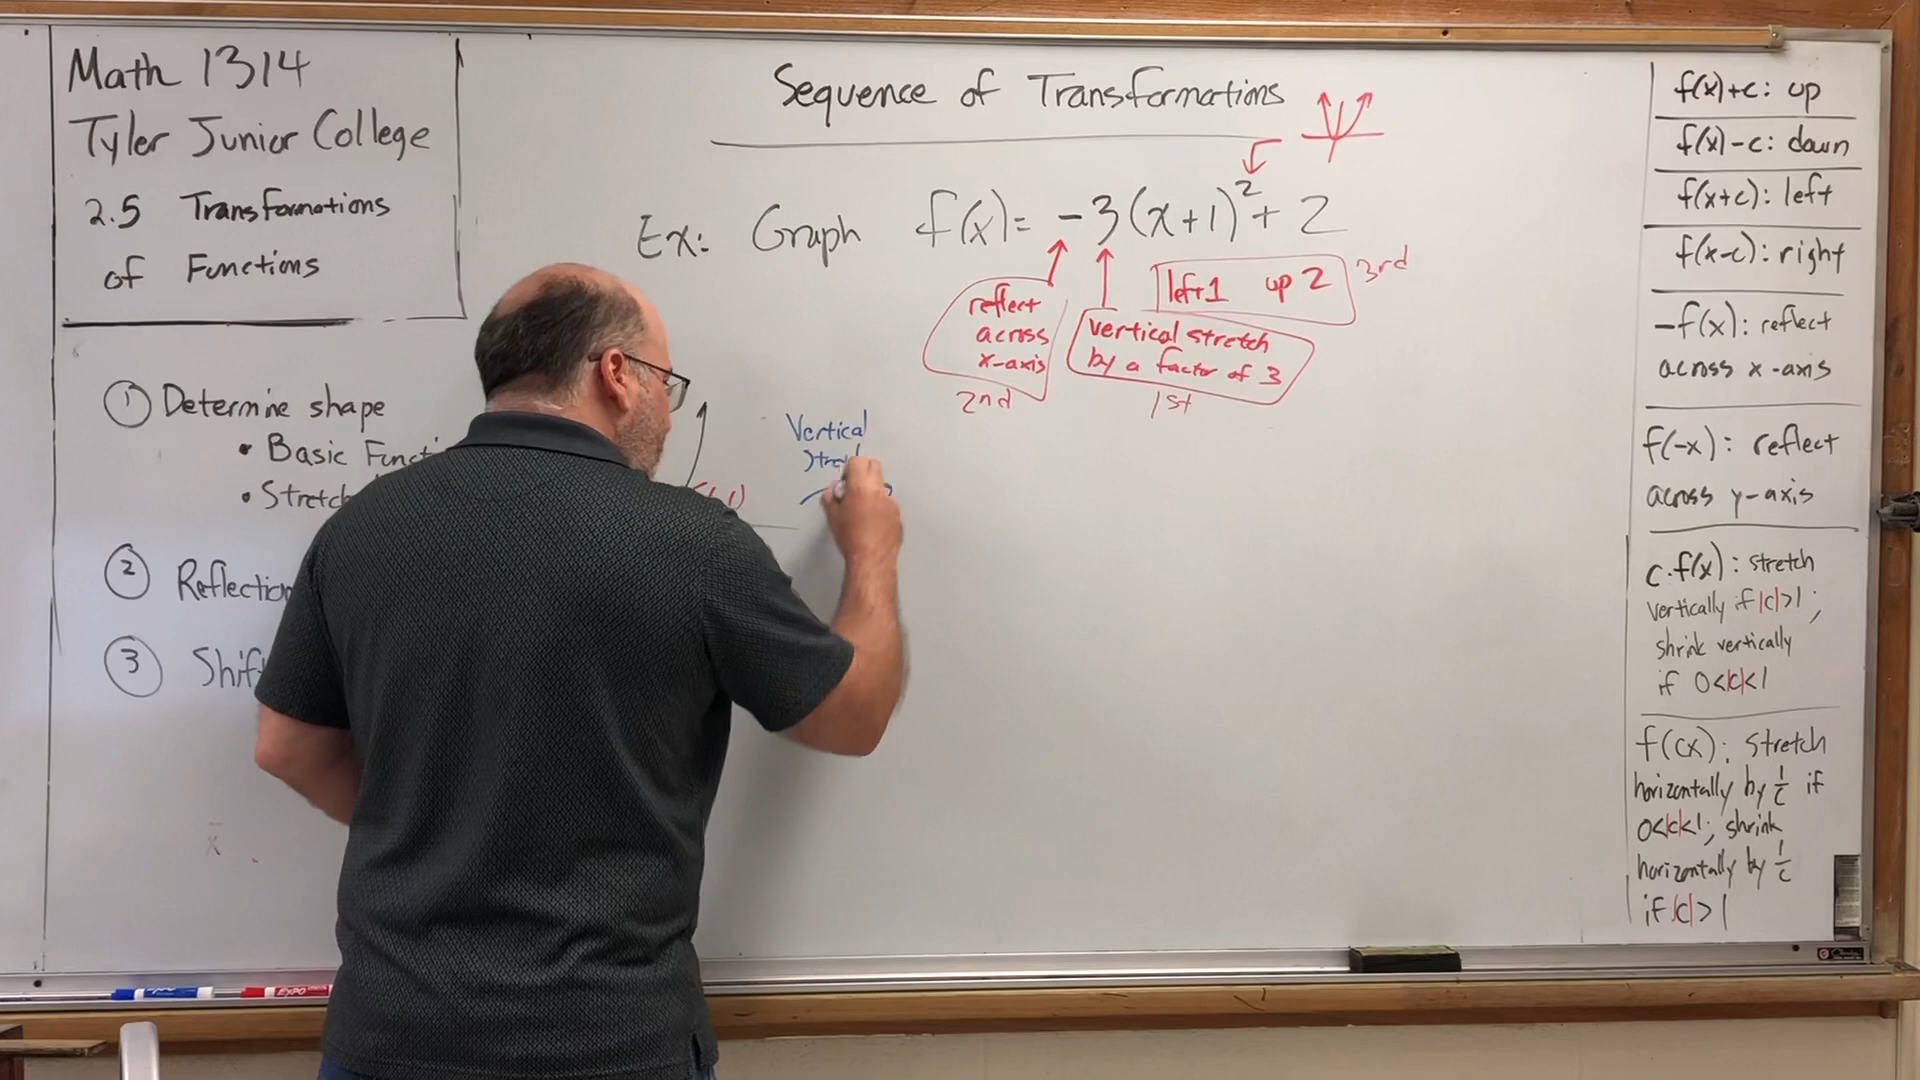 Math 1314
Tyler Junior College
2.5 Transformations
of Functions
Sequence of Transformations
Ex: Graph f(x)= -3(x+1)²+2
reflect
across
x-axis
2nd
vertical stretch
by a factor of 3
1st
left 1 up 2
3rd
① Determine shape
• Basic
• Stretch
② Reflection
③ Shift
Vertical
f(x)+c: up
f(x)-c: down
f(x+c): left
f(x-c): right
-f(x): reflect
across x-axis
f(-x): reflect
across y-axis
c·f(x): stretch
vertically if |c|>1;
shrink vertically
if 0<|c|<1
f(cx): stretch
horizontally by 1/c if
0<|c|<1; shrink
horizontally by 1/c
if |c|>1
EXPO
x